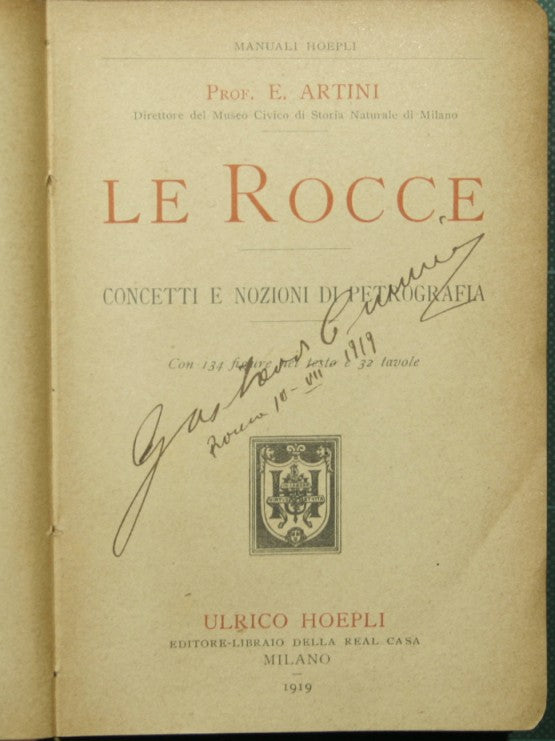 MANUALI HOEPLI
PROF. E. ARTINI
Direttore del Museo Civico di Storia Naturale di Milano
LE ROCCE
CONCETTI E NOZIONI DI PETROGRAFIA
Con 134 figure nel testo e 32 tavole
Gustavo
Roma 10-VII 1919
ULRICO HOEPLI
EDITORE-LIBRAIO DELLA REAL CASA
MILANO
1919